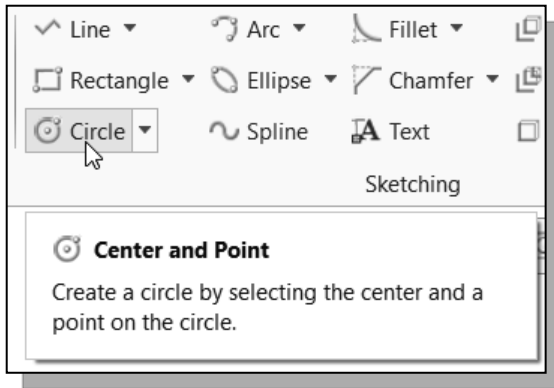 Line Arc Fillet
Rectangle Ellipse Chamfer
Circle Spline A Text
Sketching
Center and Point
Create a circle by selecting the center and a
point on the circle.